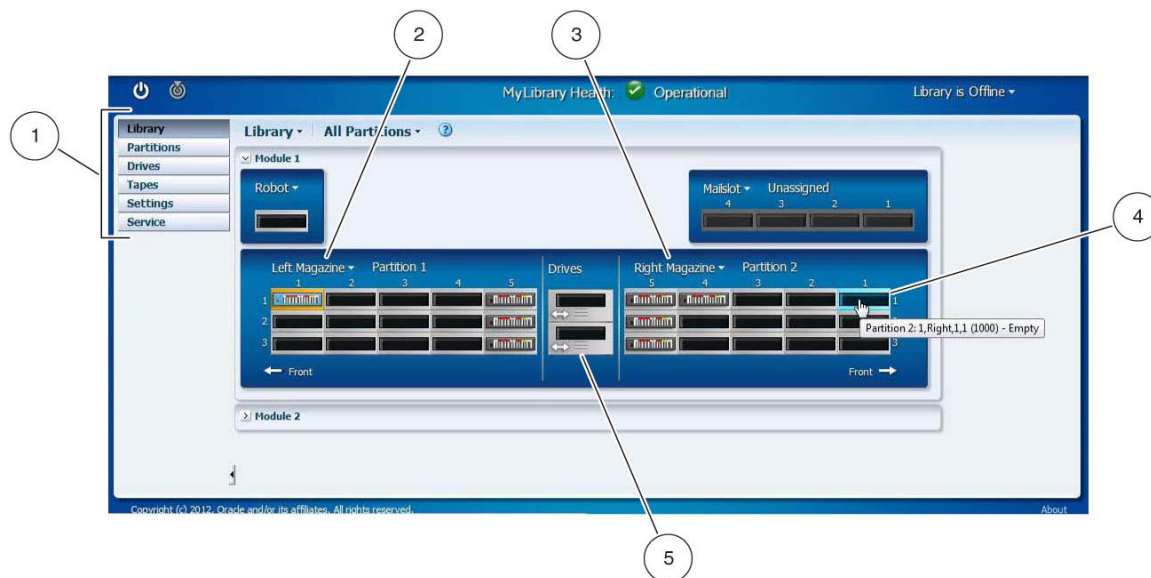 2
3
MyLibrary Health: Operational
Library is Offline
1
Library
Library All Partitions ?
Partitions
Module 1
Drives
Tapes
Robot
Mailslot Unassigned
Settings
4 3 2 1
Service
4
Left Magazine Partition 1
Drives
Right Magazine Partition 2
1 2 3 4 5
5 4 3 2 1
1
1
2
Partition 2: 1,Right,1,1 (1000) - Empty
3
3
Front
Front
Module 2
Copyright (c) 2012, Oracle and/or its affiliates. All rights reserved.
About
5